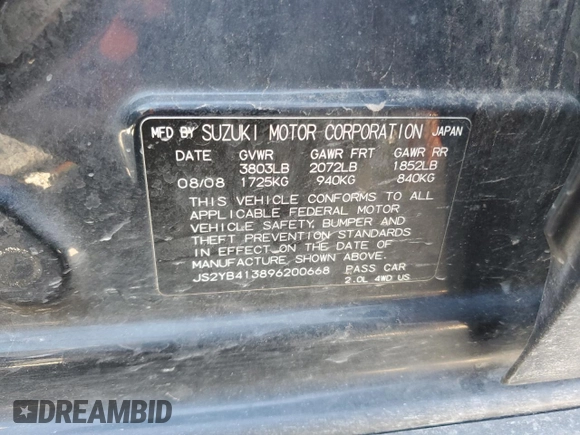 MFD BY SUZUKI MOTOR CORPORATION JAPAN
DATE GVWR GAWR FRT GAWR RR
3803LB 2072LB 1852LB
08/08 1725KG 940KG 840KG
THIS VEHICLE CONFORMS TO ALL
APPLICABLE FEDERAL MOTOR
VEHICLE SAFETY, BUMPER AND
THEFT PREVENTION STANDARDS
IN EFFECT ON THE DATE OF
MANUFACTURE SHOWN ABOVE.
JS2YB413896200668 PASS CAR
2.0L 4WD US
DREAMBID